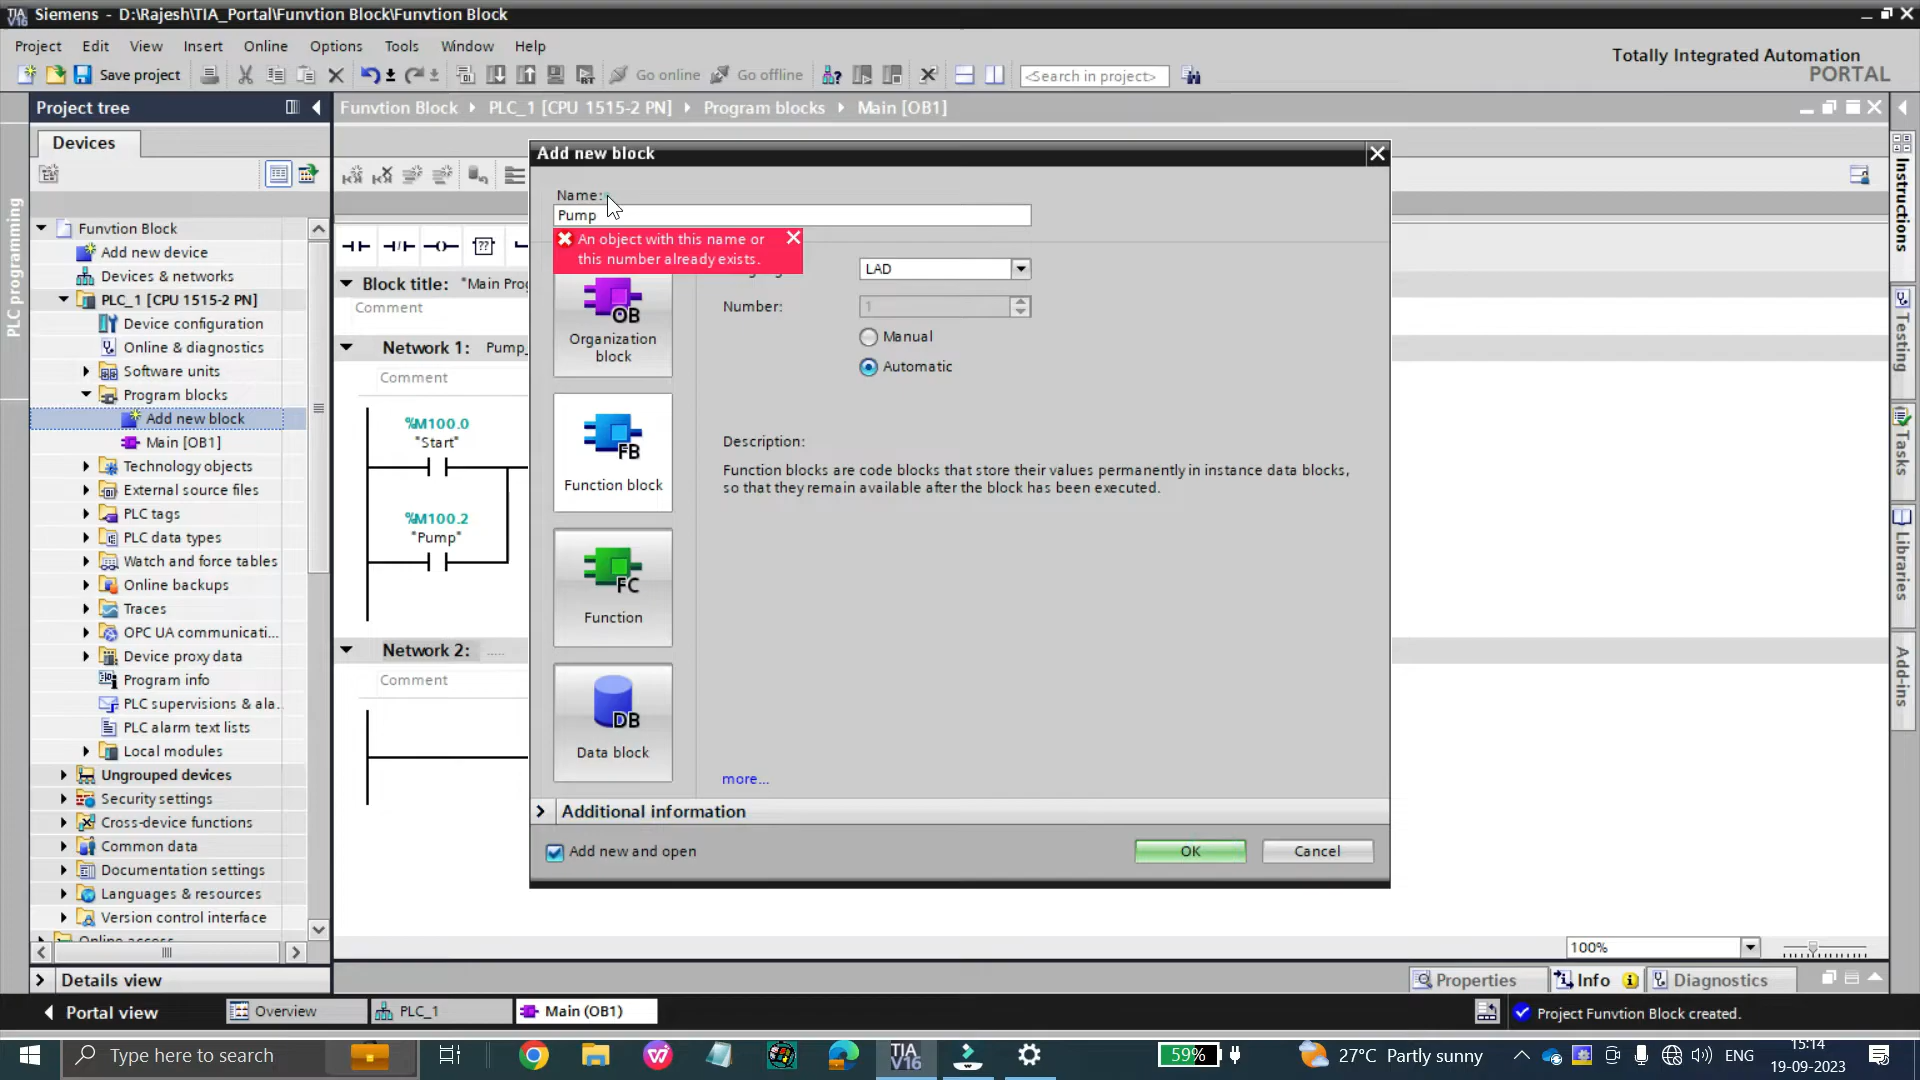 Siemens - D:\Rajesh\TIA_Portal\Funvtion Block\Funvtion Block
Project Edit View Insert Online Options Tools Window Help
Totally Integrated Automation
PORTAL
Save project
Go online
Go offline
<Search in project>
Project tree
Funvtion Block PLC_1 [CPU 1515-2 PN] Program blocks Main [OB1]
Devices
PLC programming
Funvtion Block
Add new device
Devices & networks
PLC_1 [CPU 1515-2 PN]
Device configuration
Online & diagnostics
Software units
Program blocks
Add new block
Main [OB1]
Technology objects
External source files
PLC tags
PLC data types
Watch and force tables
Online backups
Traces
OPC UA communicati...
Device proxy data
Program info
PLC supervisions & ala.
PLC alarm text lists
Local modules
Ungrouped devices
Security settings
Cross-device functions
Common data
Documentation settings
Languages & resources
Version control interface
Online access
Details view
Block title: "Main Prog
Comment
Network 1: Pump_
Comment
%M100.0
"Start"
%M100.2
"Pump"
Network 2: .....
Comment
Add new block
Name:
Pump
An object with this name or
this number already exists.
LAD
Number: 1
Manual
Automatic
OB
Organization
block
FB
Function block
FC
Function
DB
Data block
Description:
Function blocks are code blocks that store their values permanently in instance data blocks,
so that they remain available after the block has been executed.
more...
Additional information
Add new and open
OK
Cancel
Instructions
Testing
Tasks
Libraries
Add-ins
100%
Properties
Info
Diagnostics
Portal view
Overview
PLC_1
Main (OB1)
Project Funvtion Block created.
Type here to search
TIA
V16
59%
27°C Partly sunny
ENG
15:14
19-09-2023